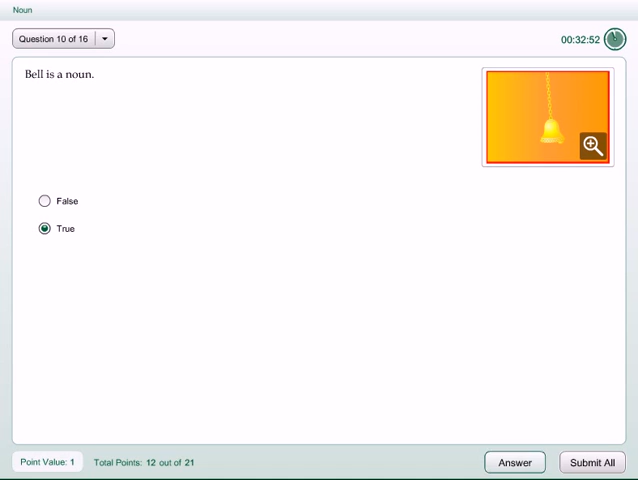 Noun
Question 10 of 16
00:32:52
Bell is a noun.
False
True
Point Value: 1
Total Points: 12 out of 21
Answer
Submit All